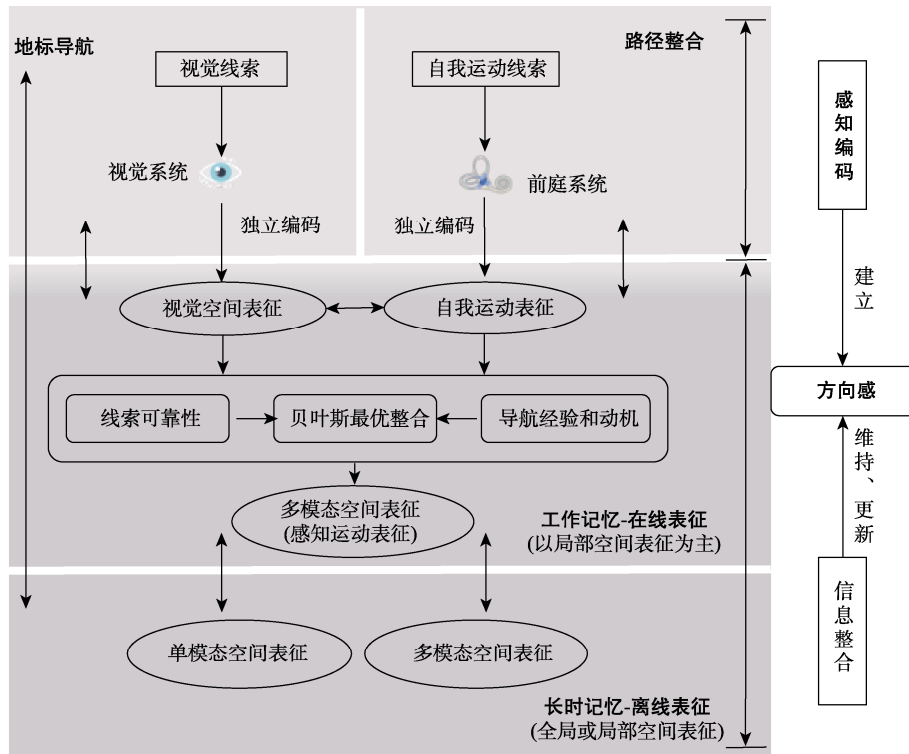 地标导航
路径整合
视觉线索
自我运动线索
视觉系统
前庭系统
独立编码
独立编码
视觉空间表征
自我运动表征
线索可靠性
贝叶斯最优整合
导航经验和动机
多模态空间表征
(感知运动表征)
工作记忆-在线表征
(以局部空间表征为主)
单模态空间表征
多模态空间表征
长时记忆-离线表征
(全局或局部空间表征)
感知编码
建立
方向感
维持、更新
信息整合